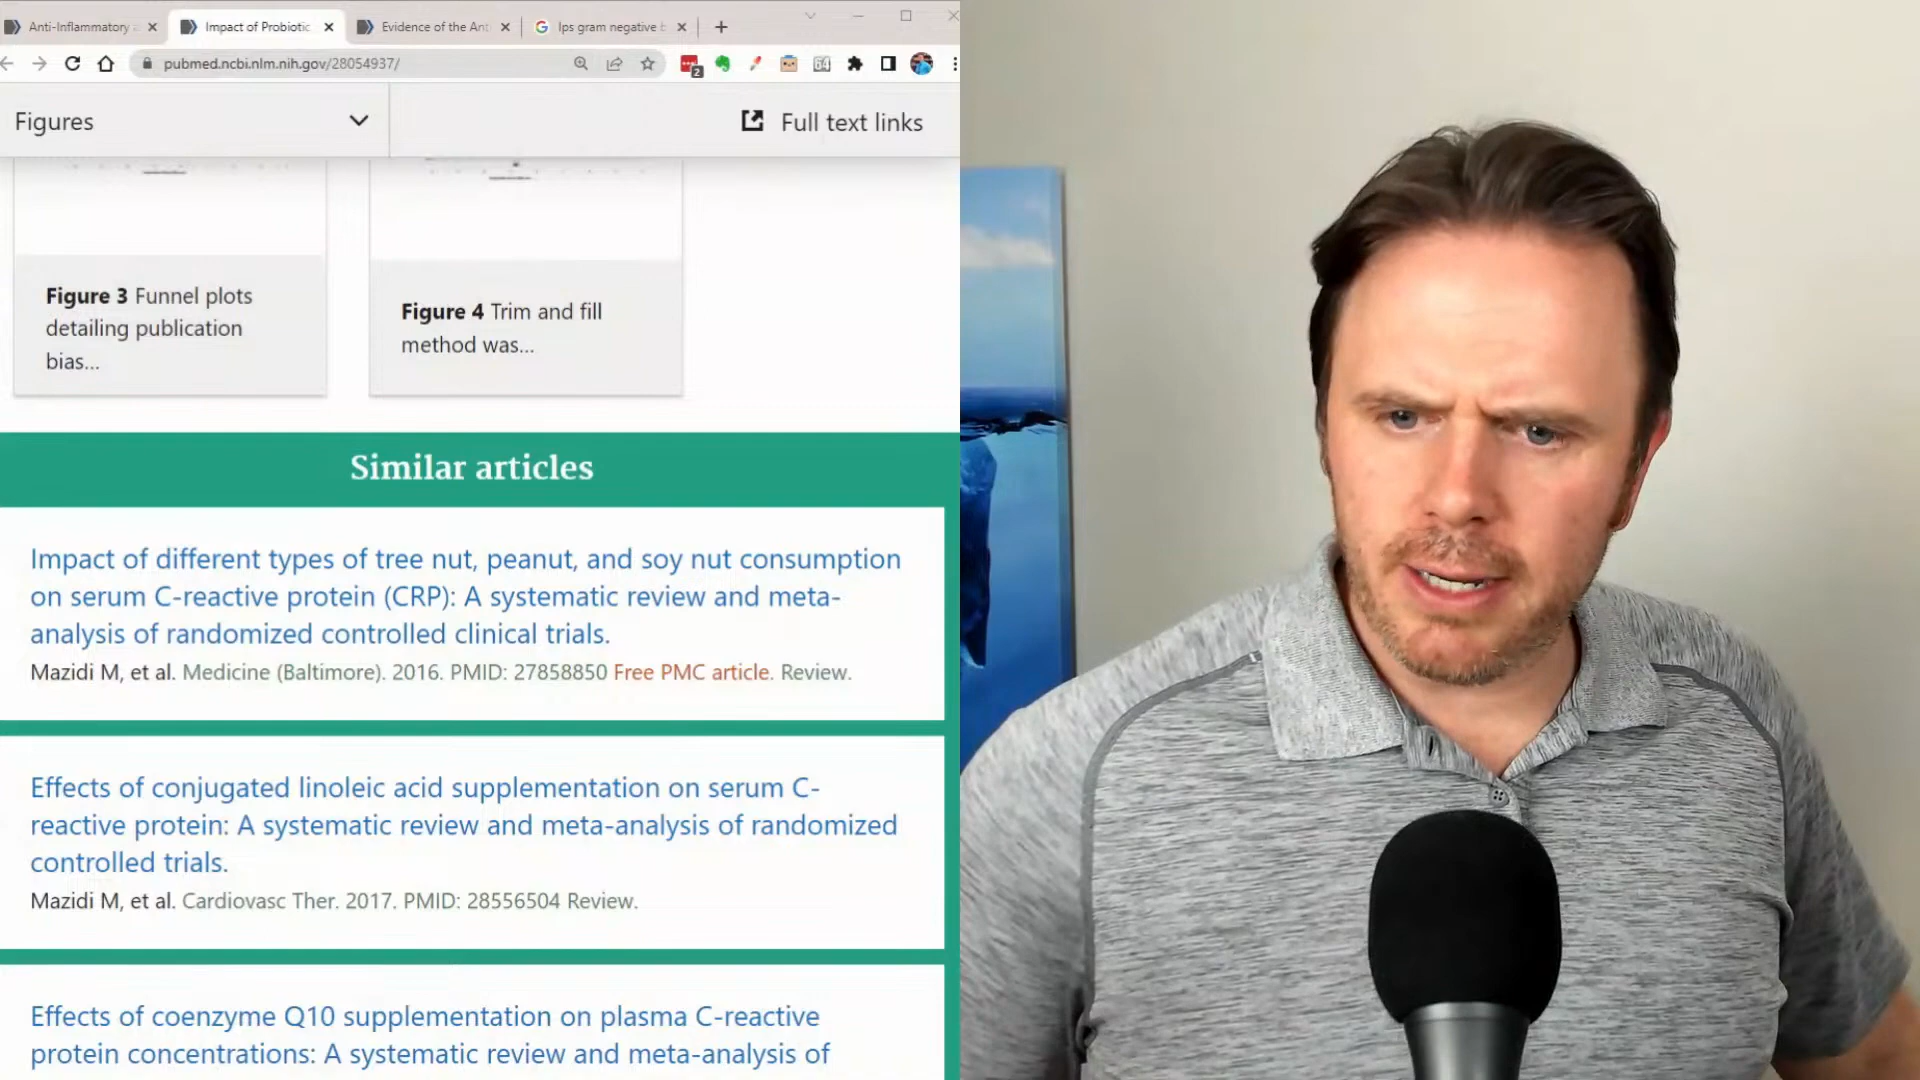 Anti-Inflammatory
Impact of Probiotic
Evidence of the Ant
lps gram negative b
pubmed.ncbi.nlm.nih.gov/28054937/
2
Figures
Full text links
Figure 3 Funnel plots
detailing publication
bias...
Figure 4 Trim and fill
method was...
Similar articles
Impact of different types of tree nut, peanut, and soy nut consumption
on serum C-reactive protein (CRP): A systematic review and meta-
analysis of randomized controlled clinical trials.
Mazidi M, et al. Medicine (Baltimore). 2016. PMID: 27858850 Free PMC article. Review.
Effects of conjugated linoleic acid supplementation on serum C-
reactive protein: A systematic review and meta-analysis of randomized
controlled trials.
Mazidi M, et al. Cardiovasc Ther. 2017. PMID: 28556504 Review.
Effects of coenzyme Q10 supplementation on plasma C-reactive
protein concentrations: A systematic review and meta-analysis of